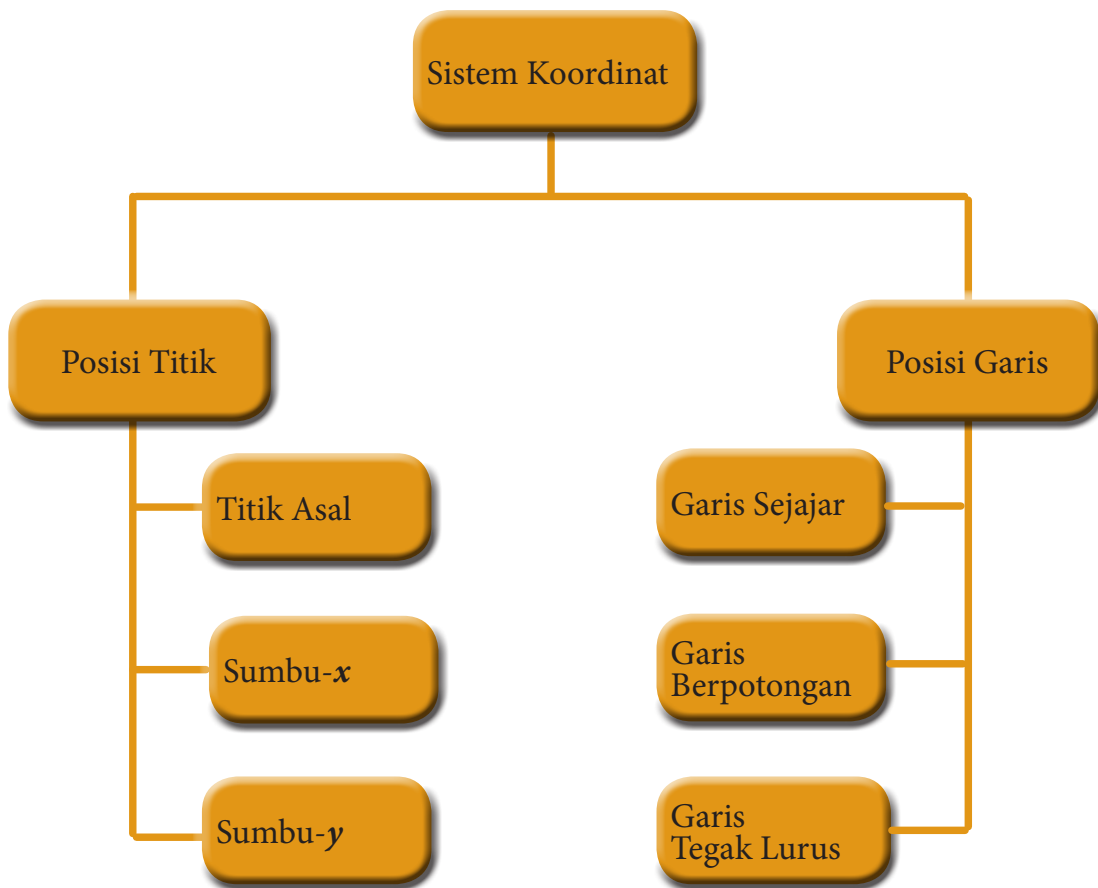 Sistem Koordinat
Posisi Titik
Titik Asal
Sumbu-x
Sumbu-y
Posisi Garis
Garis Sejajar
Garis
Berpotongan
Garis
Tegak Lurus